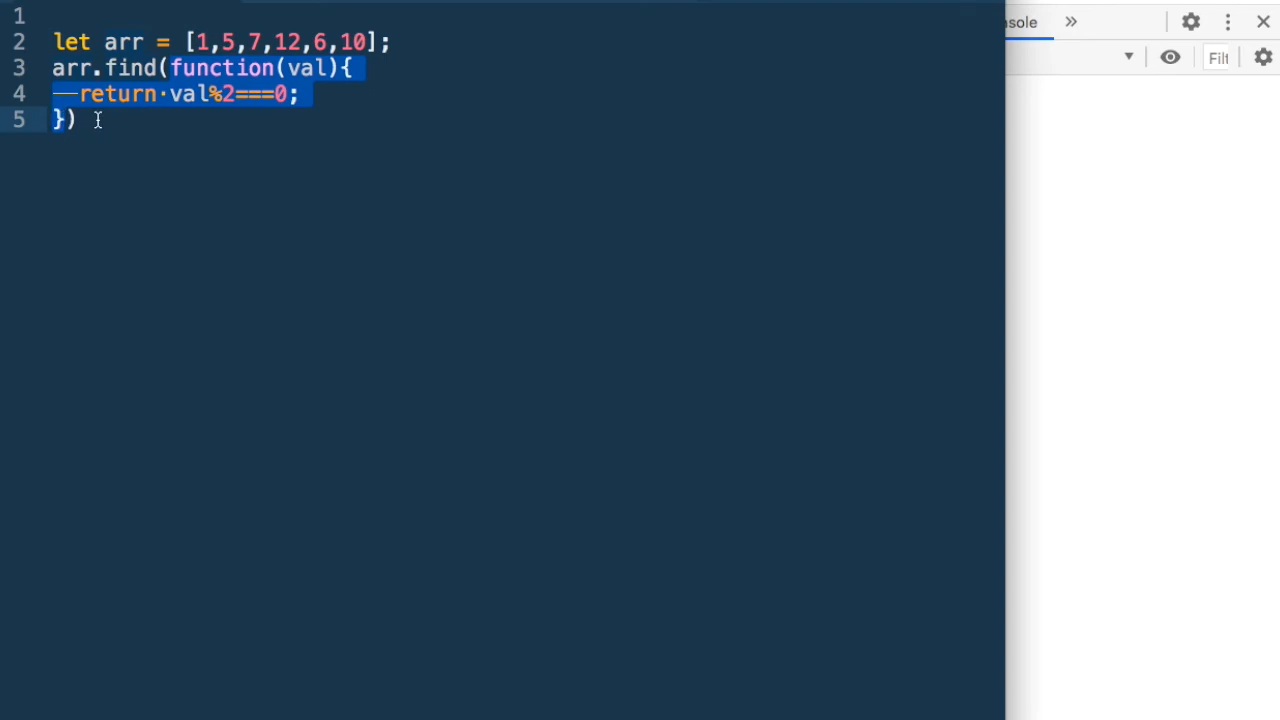 1
2 let arr = [1,5,7,12,6,10];
3 arr.find(function(val){
4 return·val%2===0;
5 })
sole »
Filt